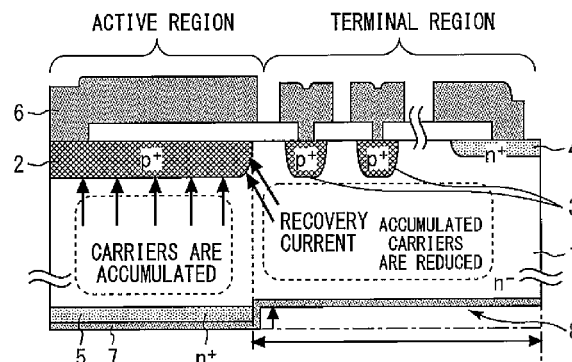 ACTIVE REGION
TERMINAL REGION
6
2
p+
p+
p+
n+
4
3
RECOVERY
CURRENT
CARRIERS ARE
ACCUMULATED
ACCUMULATED
CARRIERS
ARE REDUCED
n-
1
5
7
n+
8